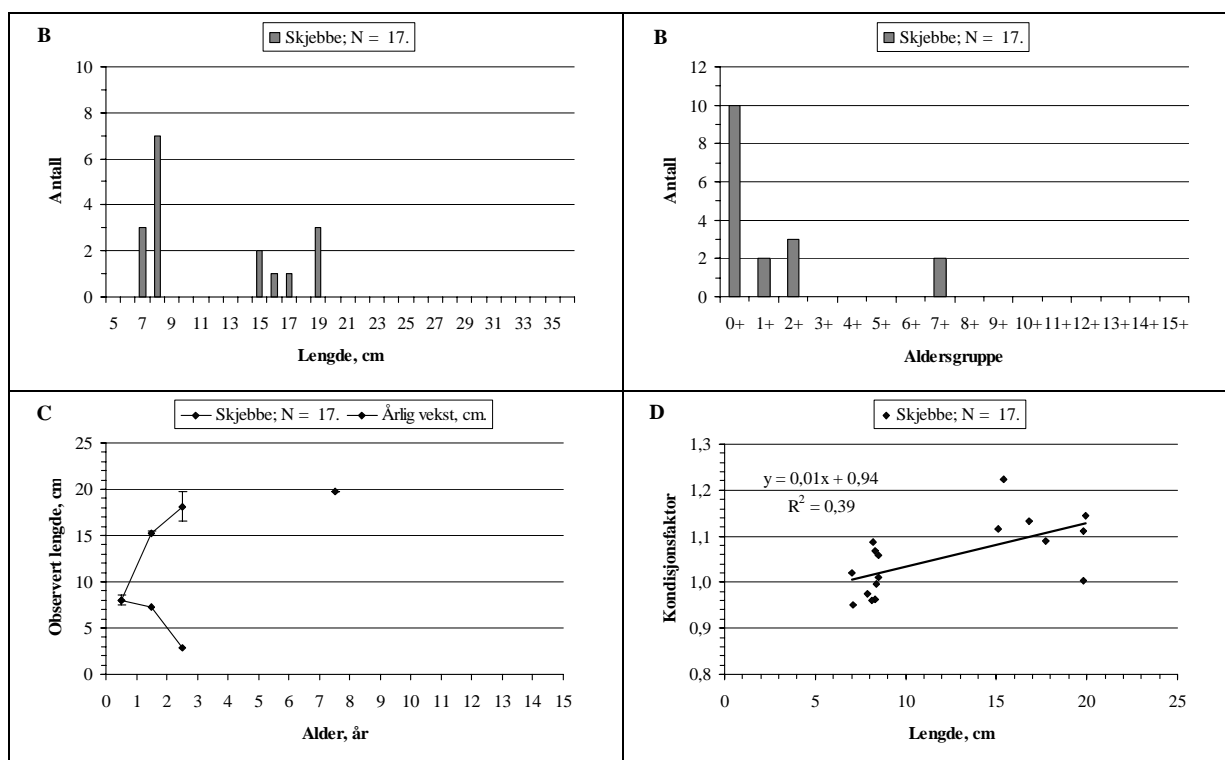 B
Skjebbe; N = 17.
10
8
6
4
2
0
Antall
5 7 9 11 13 15 17 19 21 23 25 27 29 31 33 35
Lengde, cm
B
Skjebbe; N = 17.
12
10
8
6
4
2
0
Antall
0+ 1+ 2+ 3+ 4+ 5+ 6+ 7+ 8+ 9+ 10+ 11+ 12+ 13+ 14+ 15+
Aldersgruppe
C
Skjebbe; N = 17. Årlig vekst, cm.
25
20
15
10
5
0
Observert lengde, cm
0 1 2 3 4 5 6 7 8 9 10 11 12 13 14 15
Alder, år
D
Skjebbe; N = 17.
1,3
1,2
1,1
1,0
0,9
0,8
y = 0,01x + 0,94
R² = 0,39
Kondisjonsfaktor
0 5 10 15 20 25
Lengde, cm